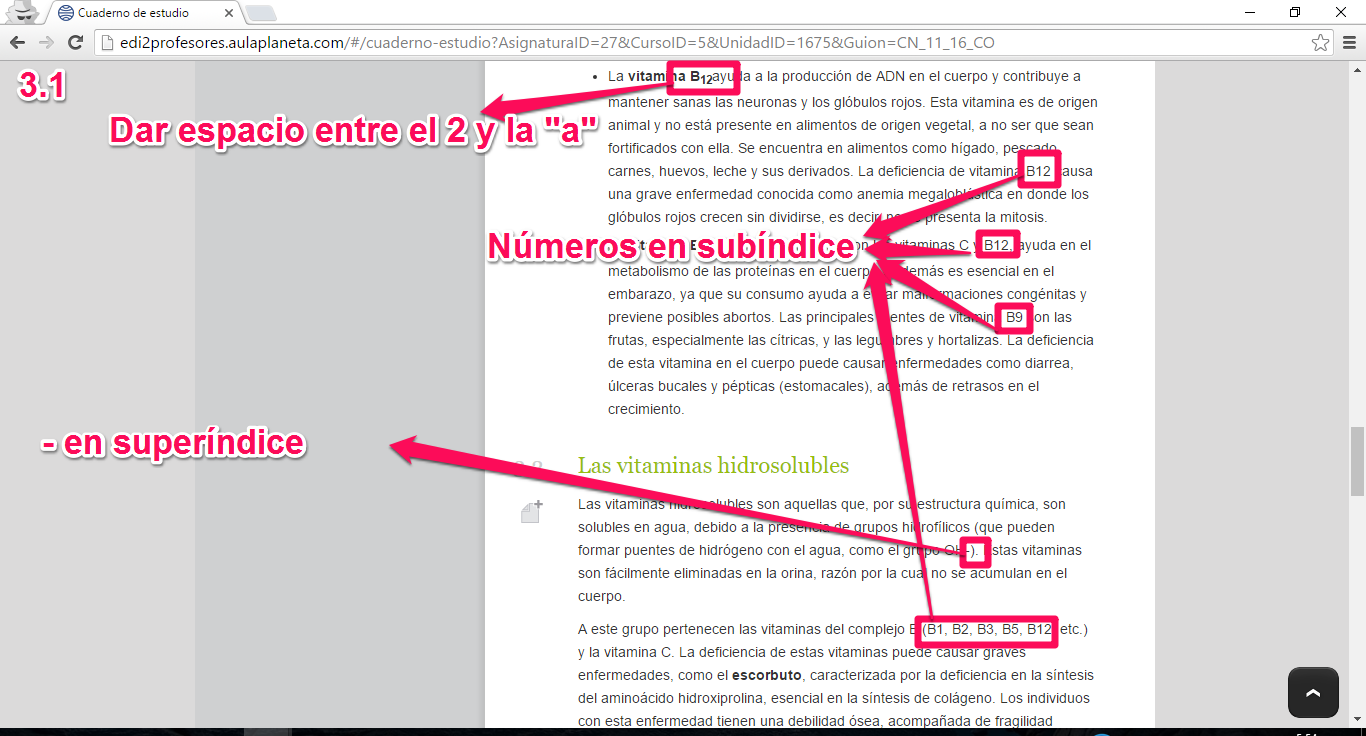 Cuaderno de estudio
edi2profesores.aulaplaneta.com/#/cuaderno-estudio?AsignaturaID=27&CursoID=5&UnidadID=1675&Guion=CN_11_16_CO
3.1
• La vitamina B12ayuda a la producción de ADN en el cuerpo y contribuye a
Dar espacio entre el 2 y la "a"
mantener sanas las neuronas y los glóbulos rojos. Esta vitamina es de origen
animal y no está presente en alimentos de origen vegetal, a no ser que sean
fortificados con ella. Se encuentra en alimentos como hígado, pescado,
carnes, huevos, leche y sus derivados. La deficiencia de vitamina B12 causa
una grave enfermedad conocida como anemia megaloblástica en donde los
glóbulos rojos crecen sin dividirse, es decir, no se presenta la mitosis.
Números en subíndice
vitaminas C y B12, ayuda en el
metabolismo de las proteínas en el cuerpo. Además es esencial en el
embarazo, ya que su consumo ayuda a evitar malformaciones congénitas y
previene posibles abortos. Las principales fuentes de vitamina B9 son las
frutas, especialmente las cítricas, y las legumbres y hortalizas. La deficiencia
de esta vitamina en el cuerpo puede causar enfermedades como diarrea,
úlceras bucales y pépticas (estomacales), además de retrasos en el
crecimiento.
- en superíndice
Las vitaminas hidrosolubles
Las vitaminas hidrosolubles son aquellas que, por su estructura química, son
solubles en agua, debido a la presencia de grupos hidrofílicos (que pueden
formar puentes de hidrógeno con el agua, como el grupo OH-). Estas vitaminas
son fácilmente eliminadas en la orina, razón por la cual no se acumulan en el
cuerpo.
A este grupo pertenecen las vitaminas del complejo B (B1, B2, B3, B5, B12, etc.)
y la vitamina C. La deficiencia de estas vitaminas puede causar graves
enfermedades, como el escorbuto, caracterizada por la deficiencia en la síntesis
del aminoácido hidroxiprolina, esencial en la síntesis de colágeno. Los individuos
con esta enfermedad tienen una debilidad ósea, acompañada de fragilidad